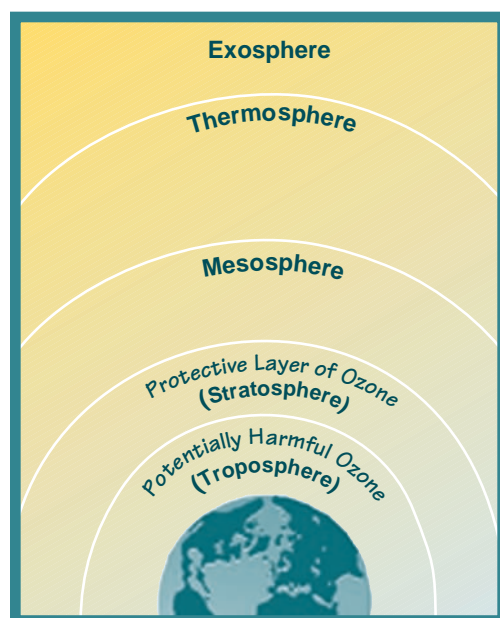 Exosphere
Thermosphere
Mesosphere
Protective Layer of Ozone
(Stratosphere)
Potentially Harmful Ozone
(Troposphere)